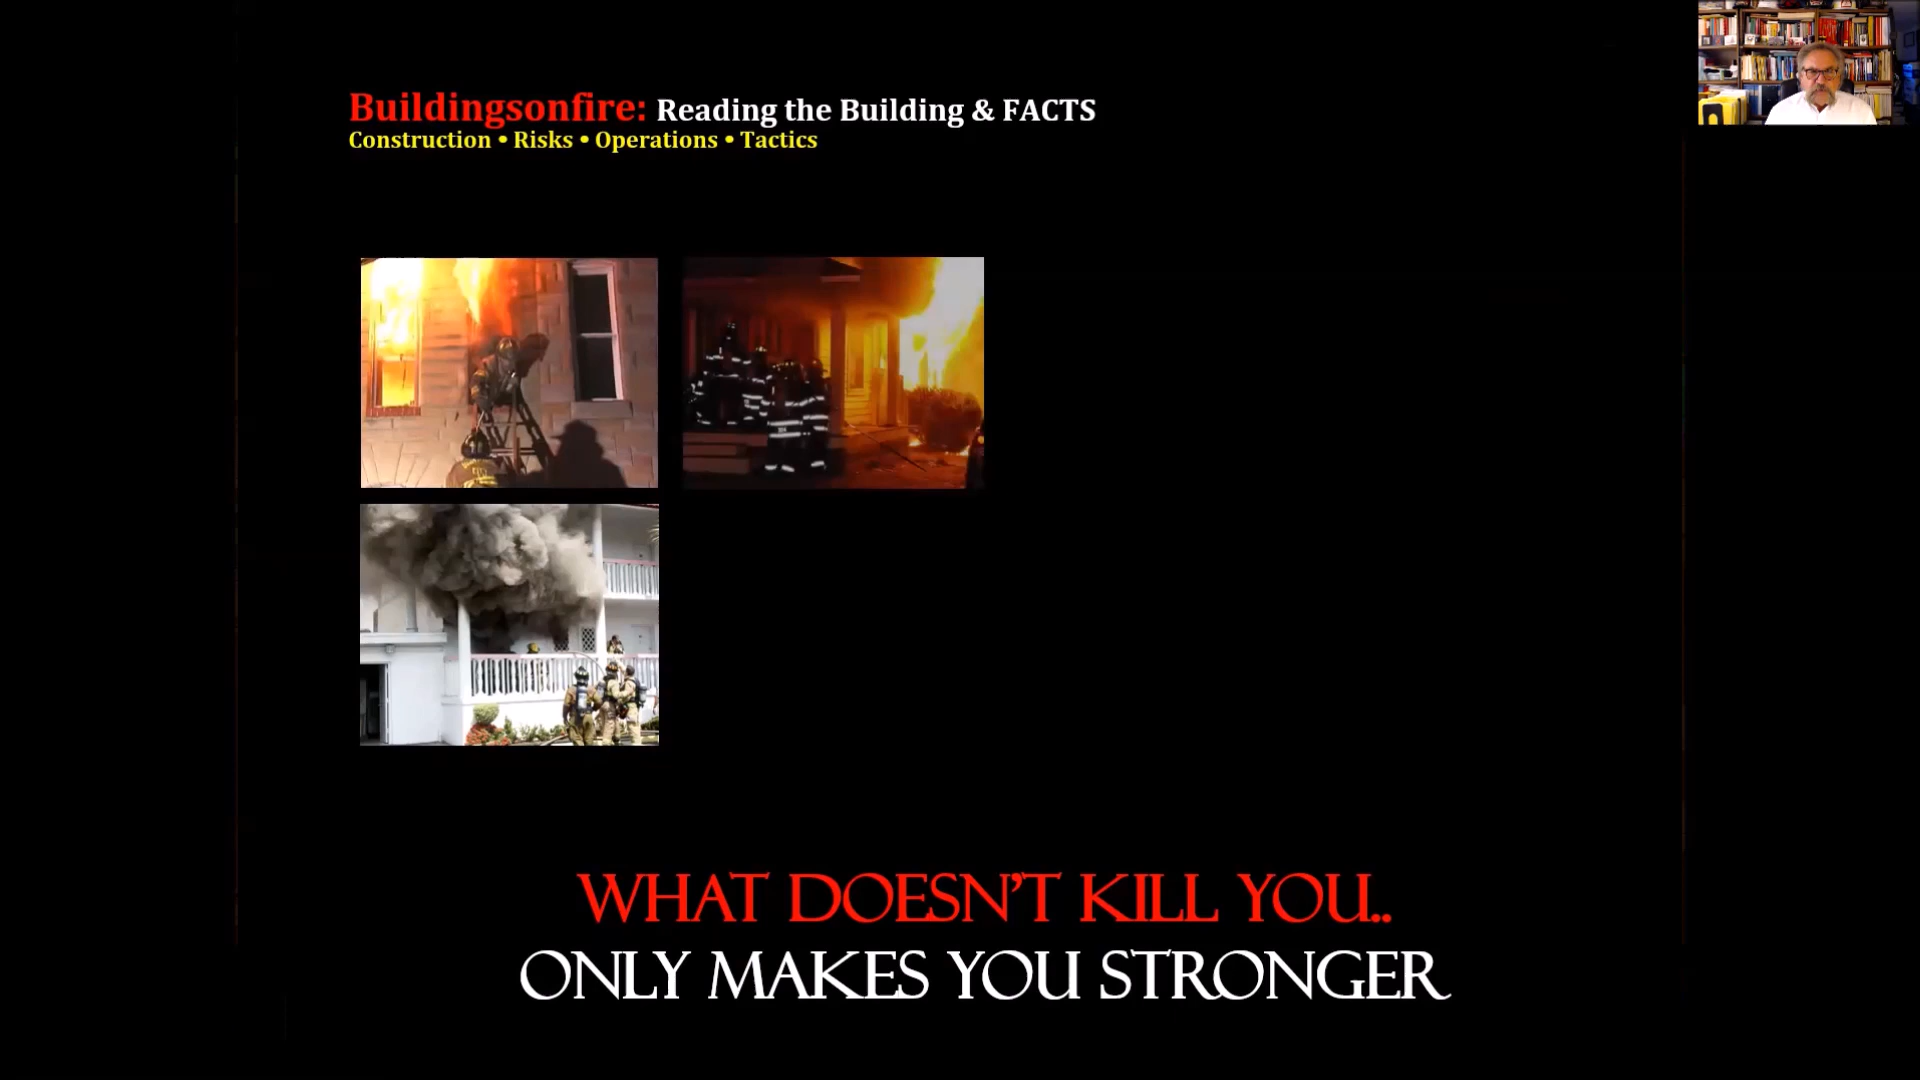 Buildingsonfire: Reading the Building & FACTS
Construction • Risks • Operations • Tactics
WHAT DOESN'T KILL YOU..
ONLY MAKES YOU STRONGER